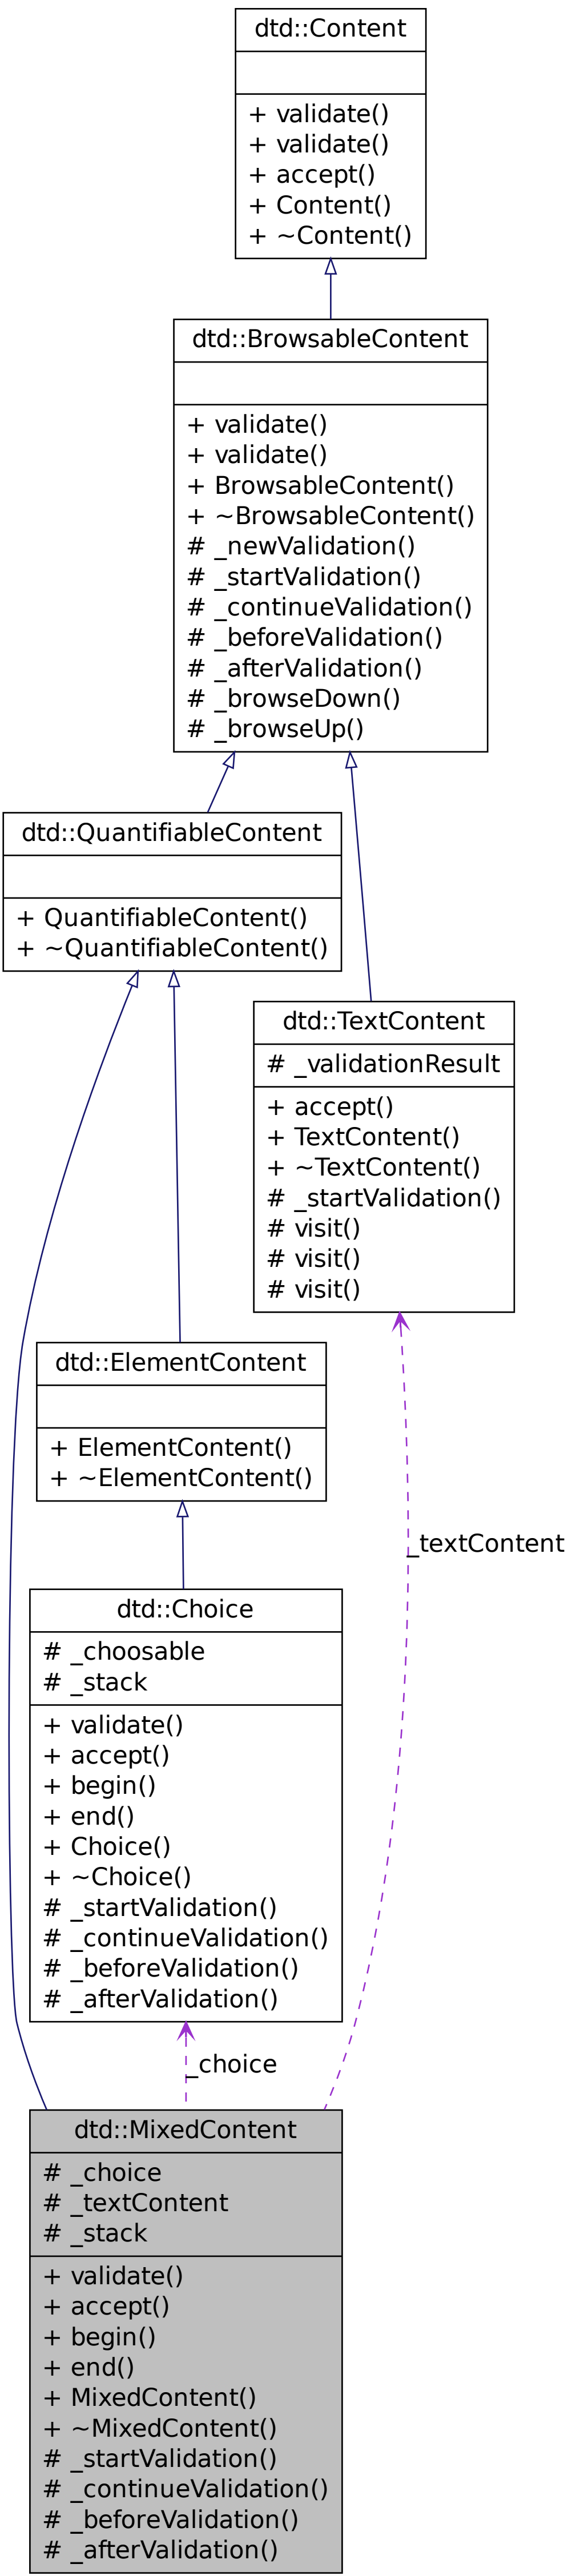 dtd::Content
+ validate()
+ validate()
+ accept()
+ Content()
+ ~Content()
dtd::BrowsableContent
+ validate()
+ validate()
+ BrowsableContent()
+ ~BrowsableContent()
# _newValidation()
# _startValidation()
# _continueValidation()
# _beforeValidation()
# _afterValidation()
# _browseDown()
# _browseUp()
dtd::QuantifiableContent
+ QuantifiableContent()
+ ~QuantifiableContent()
dtd::TextContent
# _validationResult
+ accept()
+ TextContent()
+ ~TextContent()
# _startValidation()
# visit()
# visit()
# visit()
dtd::ElementContent
+ ElementContent()
+ ~ElementContent()
_textContent
dtd::Choice
# _choosable
# _stack
+ validate()
+ accept()
+ begin()
+ end()
+ Choice()
+ ~Choice()
# _startValidation()
# _continueValidation()
# _beforeValidation()
# _afterValidation()
_choice
dtd::MixedContent
# _choice
# _textContent
# _stack
+ validate()
+ accept()
+ begin()
+ end()
+ MixedContent()
+ ~MixedContent()
# _startValidation()
# _continueValidation()
# _beforeValidation()
# _afterValidation()